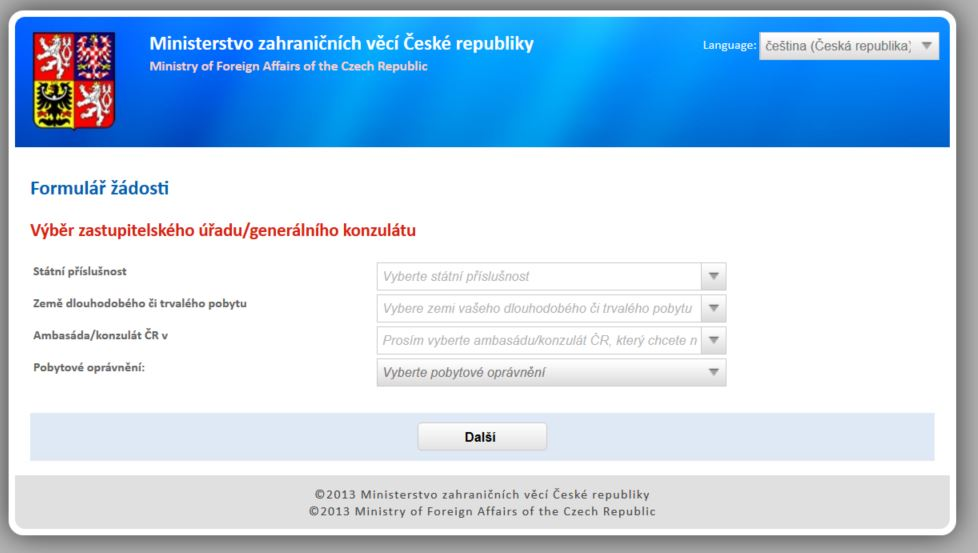 Ministerstvo zahraničních věcí České republiky
Ministry of Foreign Affairs of the Czech Republic
Language: čeština (Česká republika)
Formulář žádosti
Výběr zastupitelského úřadu/generálního konzulátu
Státní příslušnost
Vyberte státní příslušnost
Země dlouhodobého či trvalého pobytu
Vybere zemi vašeho dlouhodobého či trvalého pobytu
Ambasáda/konzulát ČR v
Prosím vyberte ambasádu/konzulát ČR, který chcete n
Pobytové oprávnění:
Vyberte pobytové oprávnění
Další
©2013 Ministerstvo zahraničních věcí České republiky
©2013 Ministry of Foreign Affairs of the Czech Republic